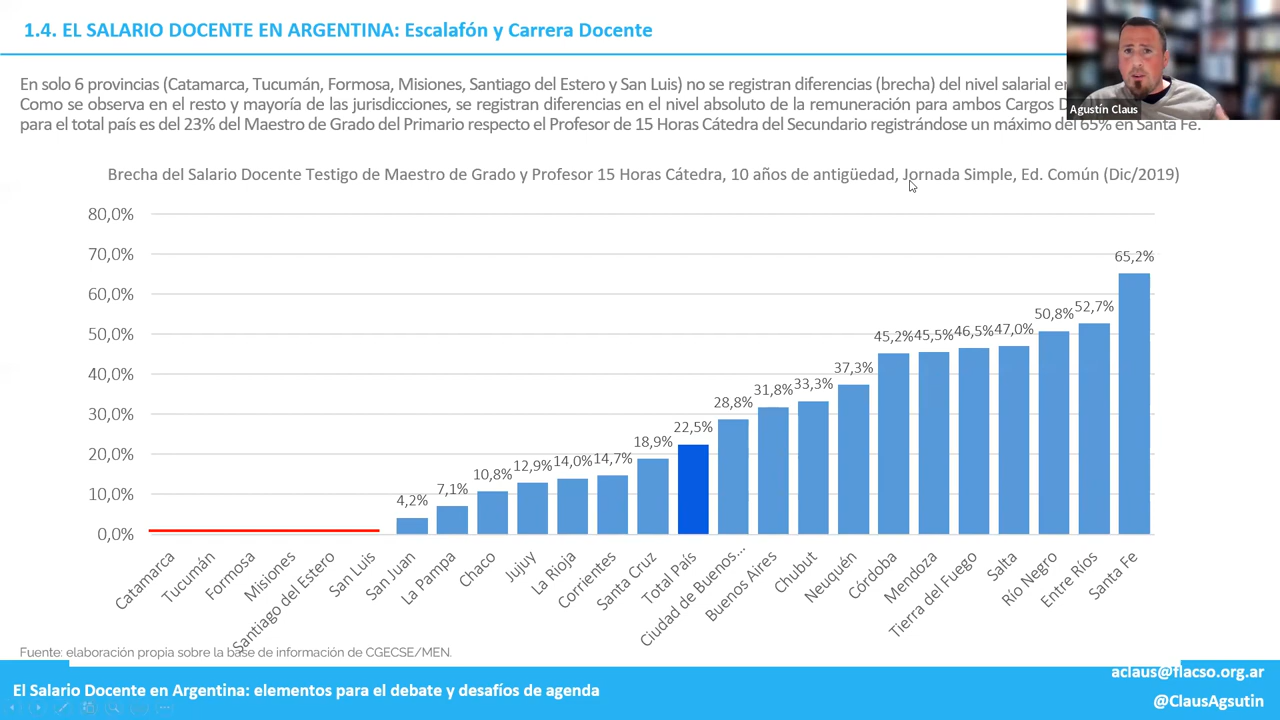 1.4. EL SALARIO DOCENTE EN ARGENTINA: Escalafón y Carrera Docente
Agustín Claus
En solo 6 provincias (Catamarca, Tucumán, Formosa, Misiones, Santiago del Estero y San Luis) no se registran diferencias (brecha) del nivel salarial
Como se observa en el resto y mayoría de las jurisdicciones, se registran diferencias en el nivel absoluto de la remuneración para ambos Cargos
para el total país es del 23% del Maestro de Grado del Primario respecto el Profesor de 15 Horas Cátedra del Secundario registrándose un máximo del 65% en Santa Fe.
Brecha del Salario Docente Testigo de Maestro de Grado y Profesor 15 Horas Cátedra, 10 años de antigüedad, Jornada Simple, Ed. Común (Dic/2019)
80,0%
70,0%
60,0%
50,0%
40,0%
30,0%
20,0%
10,0%
0,0%
4,2%
7,1%
10,8%
12,9%
14,0%
14,7%
18,9%
22,5%
28,8%
31,8%
33,3%
37,3%
45,2%
45,5%
46,5%
47,0%
50,8%
52,7%
65,2%
Catamarca
Tucumán
Formosa
Misiones
Santiago del Estero
San Luis
San Juan
La Pampa
Chaco
Jujuy
La Rioja
Corrientes
Santa Cruz
Total País
Ciudad de Buenos...
Buenos Aires
Chubut
Neuquén
Córdoba
Mendoza
Tierra del Fuego
Salta
Río Negro
Entre Ríos
Santa Fe
Fuente: elaboración propia sobre la base de información de CGECSE/MEN.
El Salario Docente en Argentina: elementos para el debate y desafíos de agenda
aclaus@flacso.org.ar
@ClausAgsutin